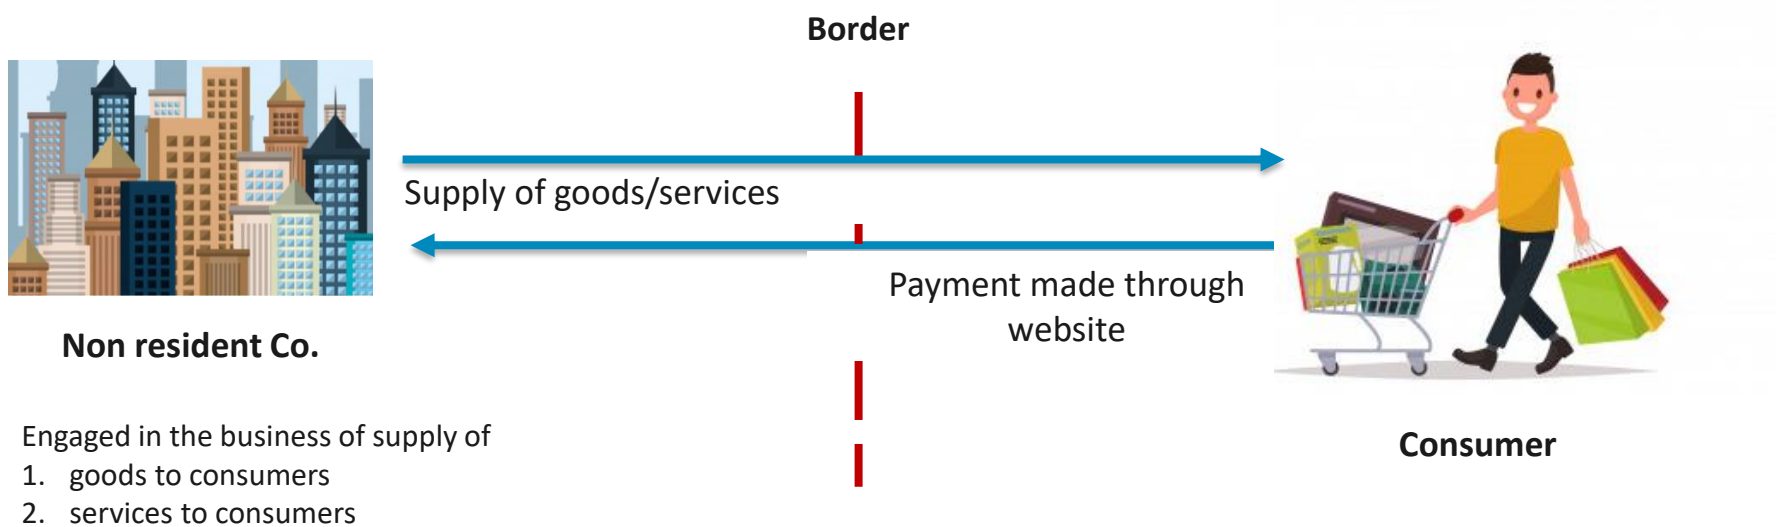 Border
Supply of goods/services
Payment made through
website
Non resident Co.
Engaged in the business of supply of
1. goods to consumers
2. services to consumers
Consumer